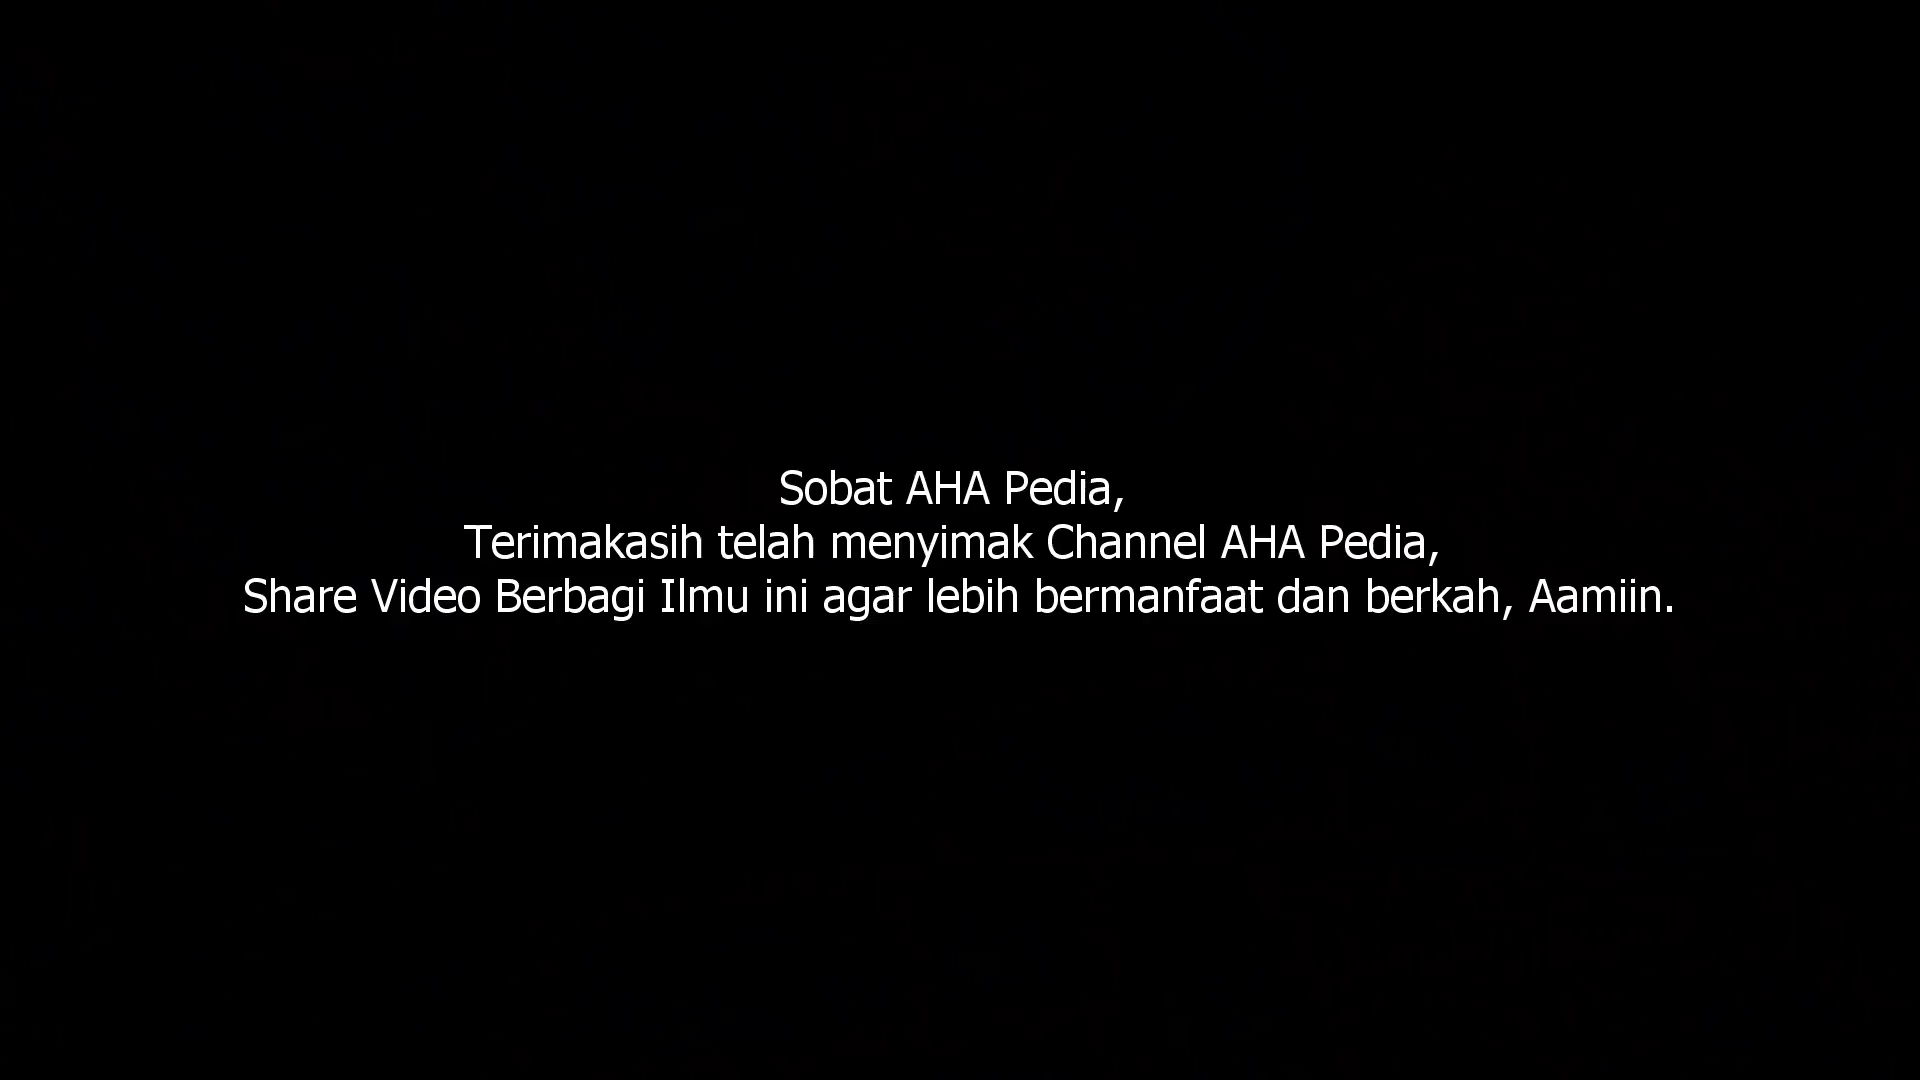 Sobat AHA Pedia,
Terimakasih telah menyimak Channel AHA Pedia,
Share Video Berbagi Ilmu ini agar lebih bermanfaat dan berkah, Aamiin.